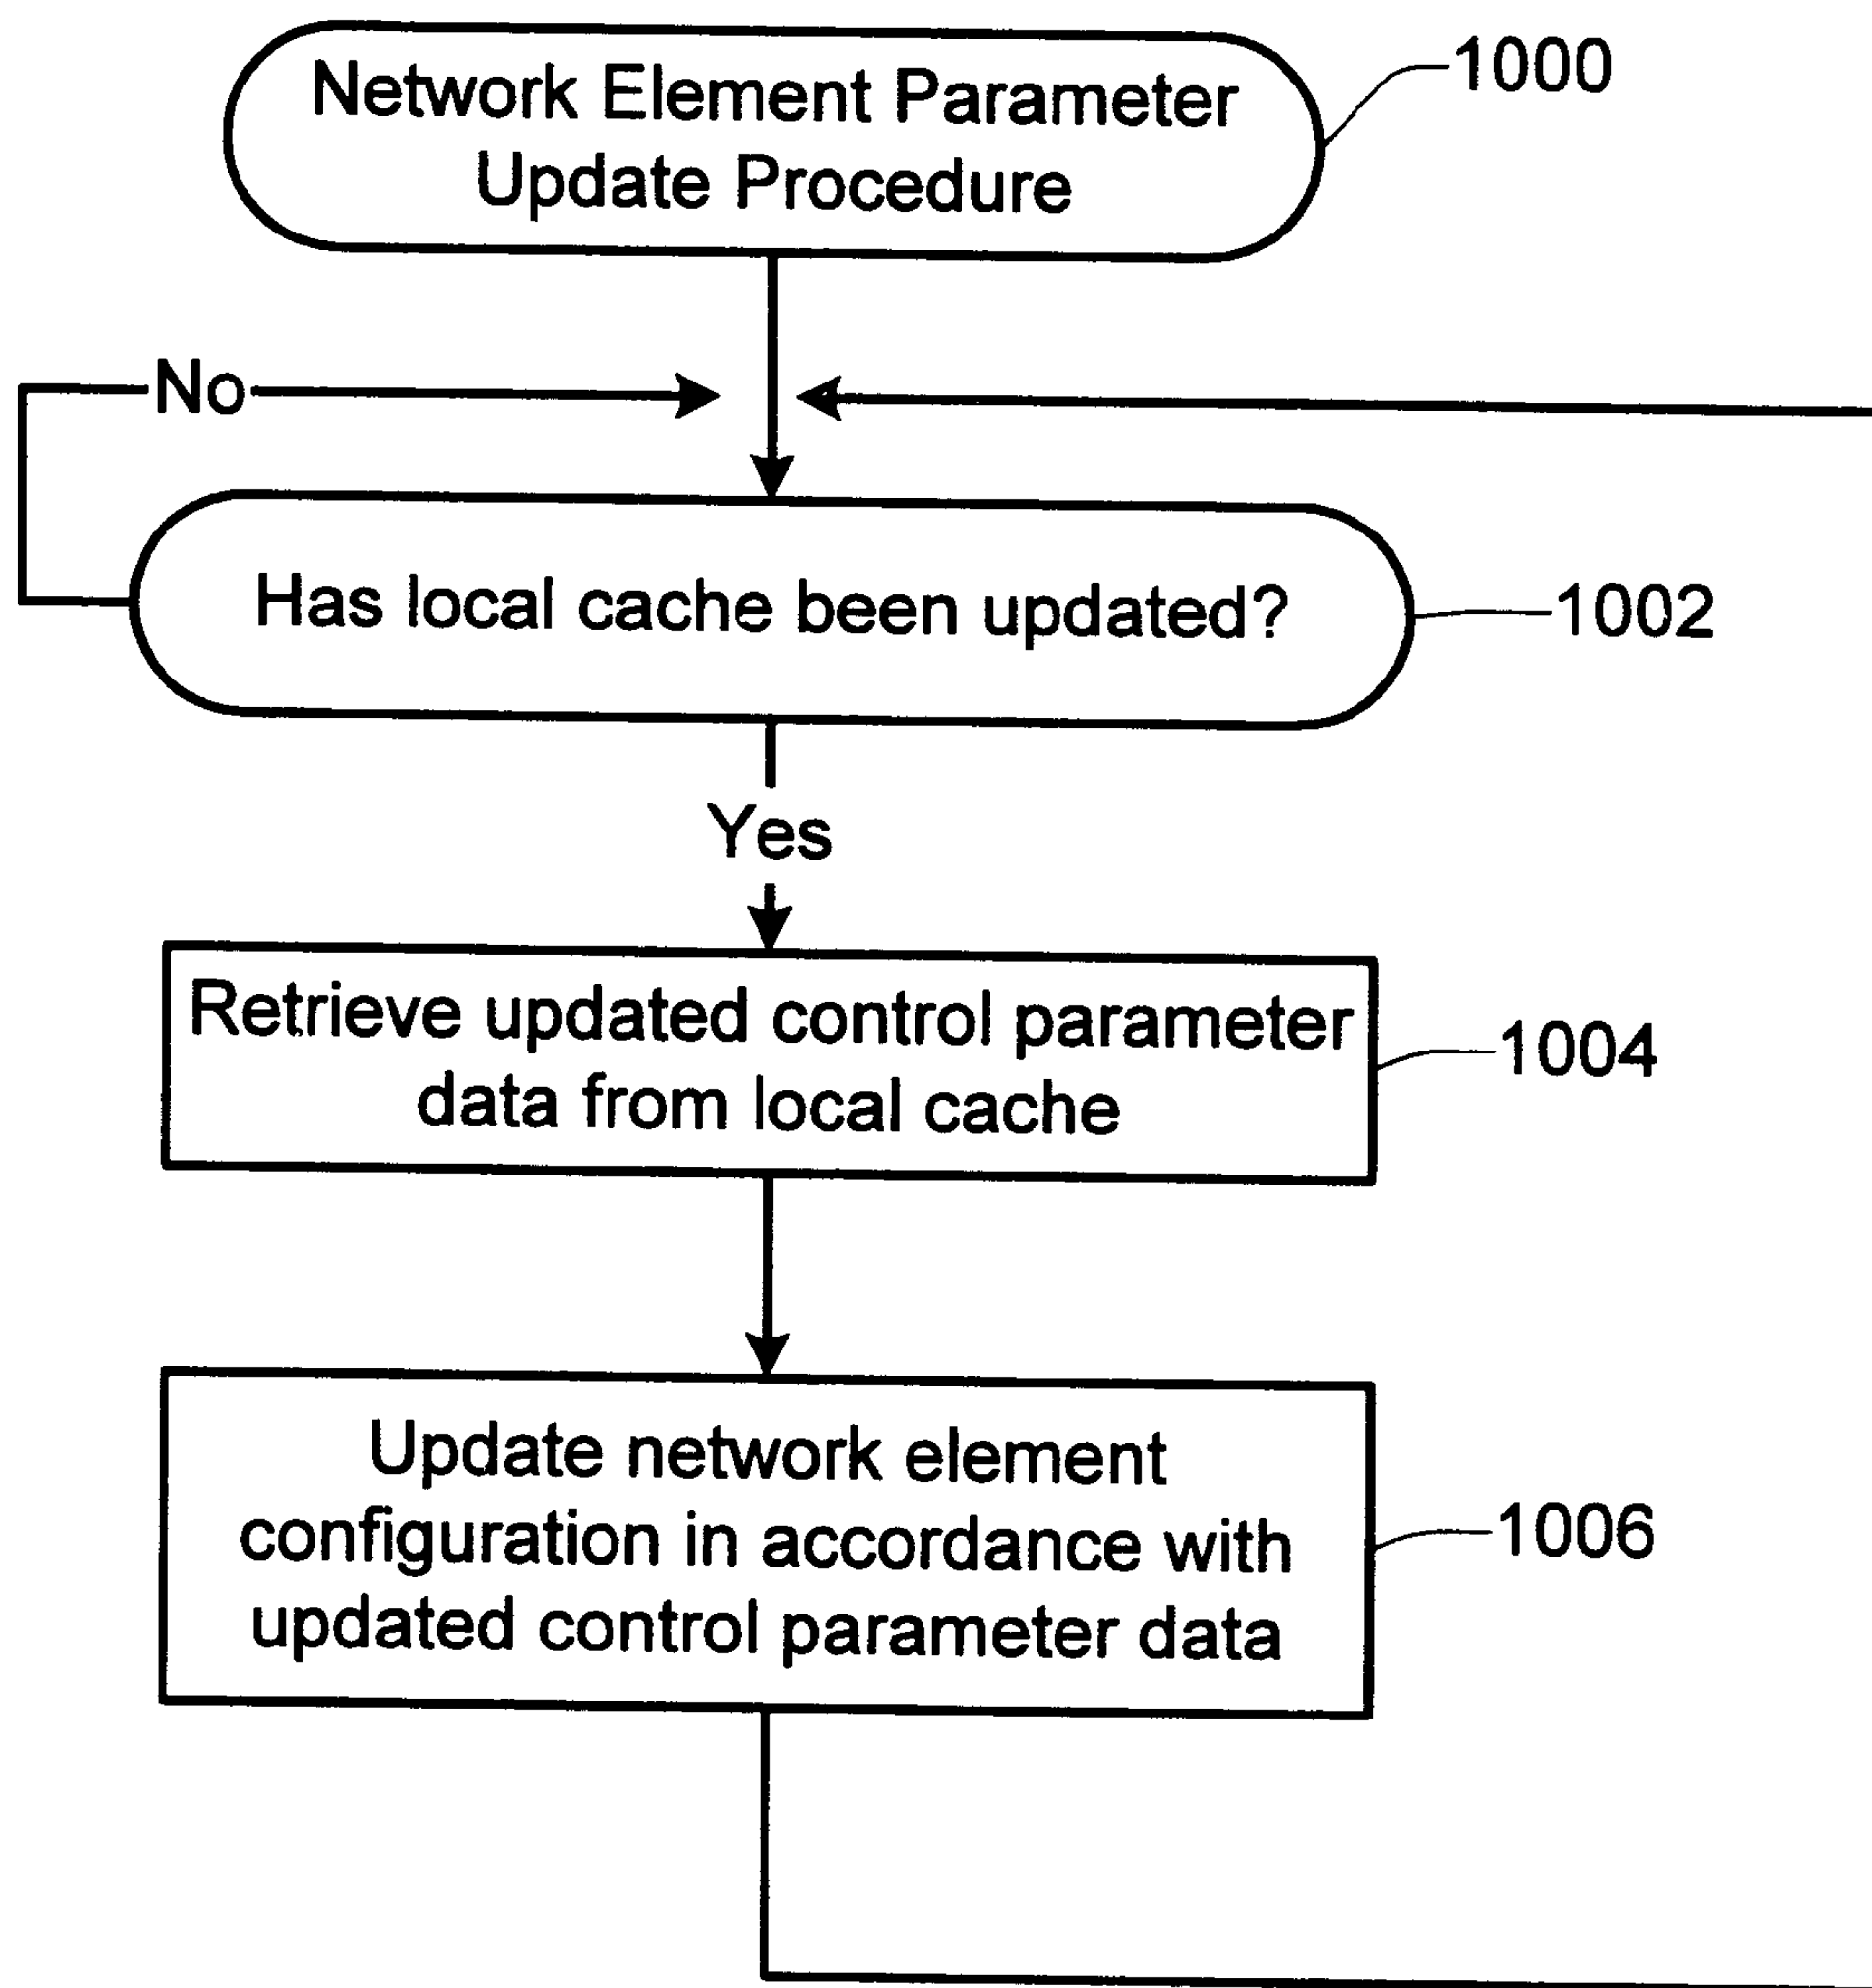 Network Element Parameter
Update Procedure
1000
No
Has local cache been updated?
1002
Yes
Retrieve updated control parameter
data from local cache
1004
Update network element
configuration in accordance with
updated control parameter data
1006